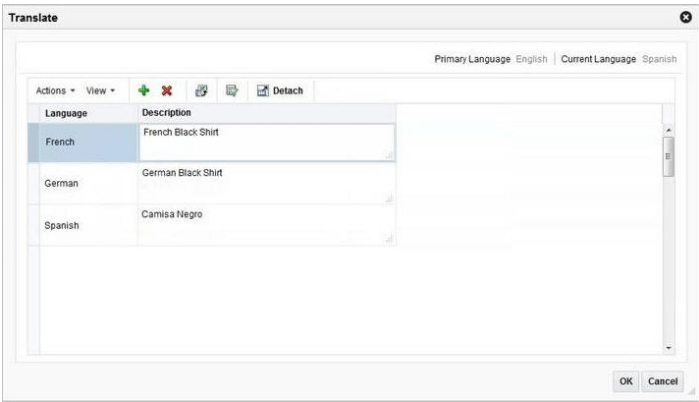 Translate
Primary Language English | Current Language Spanish
Actions View Detach
Language Description
French French Black Shirt
German German Black Shirt
Spanish Camisa Negro
OK Cancel